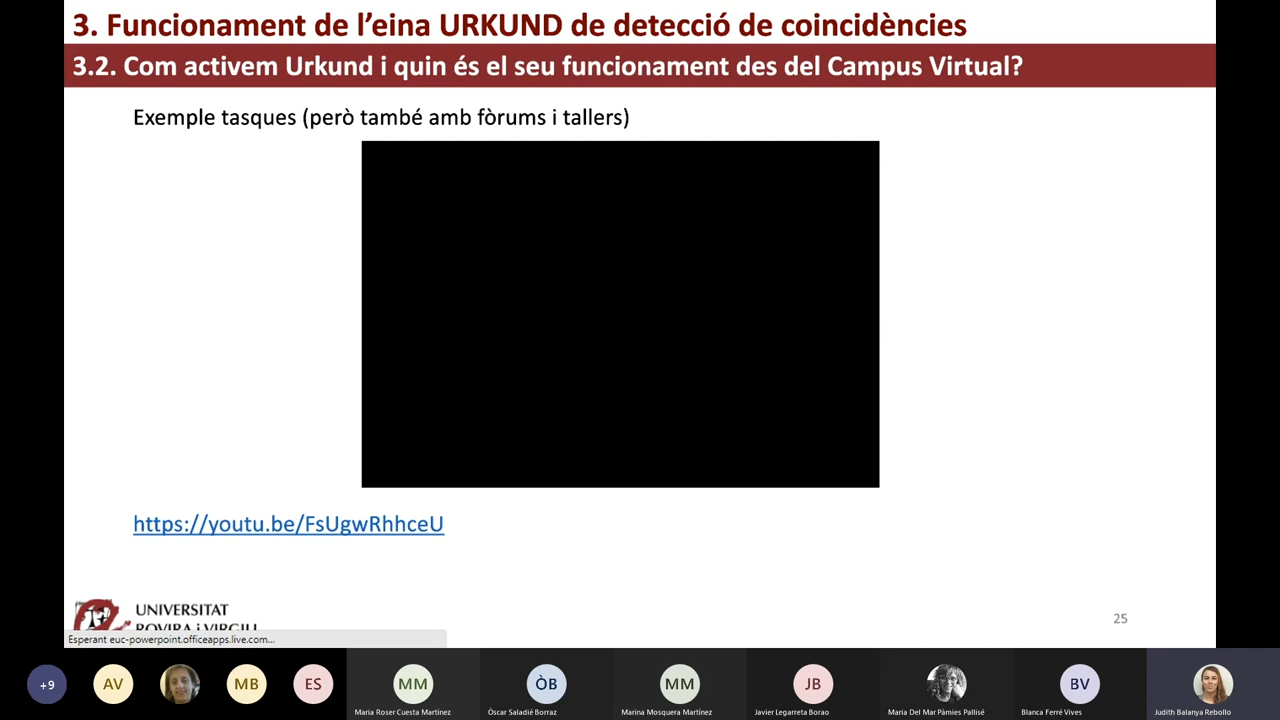 3. Funcionament de l'eina URKUND de detecció de coincidències
3.2. Com activem Urkund i quin és el seu funcionament des del Campus Virtual?
Exemple tasques (però també amb fòrums i tallers)
https://youtu.be/FsUgwRhhceU
UNIVERSITAT
ROVIRA i VIRGILI
25
Esperant euc-powerpoint.officeapps.live.com...
+9
AV
MB
ES
MM
ÒB
MM
JB
BV
Maria Roser Cuesta Martínez
Òscar Saladié Borraz
Marina Mosquera Martínez
Javier Legarreta Borao
Maria Del Mar Pàmies Pallisé
Blanca Ferré Vives
Judith Balanya Rebollo